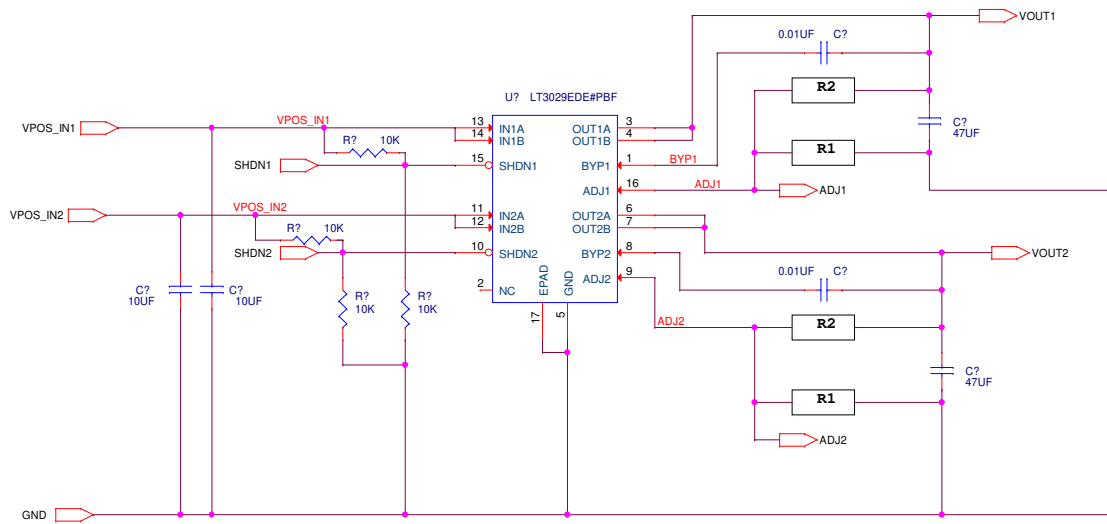 VOUT1
0.01UF C?
R2
U? LT3029EDE#PBF
C?
47UF
VPOS_IN1
VPOS_IN1
13 IN1A OUT1A 3
14 IN1B OUT1B 4
R? 10K
R1
SHDN1
15 SHDN1 BYP1 1 BYP1
ADJ1 16 ADJ1
ADJ1
VPOS_IN2
VPOS_IN2
11 IN2A OUT2A 6
12 IN2B OUT2B 7
R? 10K
SHDN2
10 SHDN2 BYP2 8
VOUT2
0.01UF C?
ADJ2 9
C?
10UF
C?
10UF
R?
10K
R?
10K
2 NC
EPAD
GND
17
5
ADJ2
R2
C?
47UF
R1
ADJ2
GND